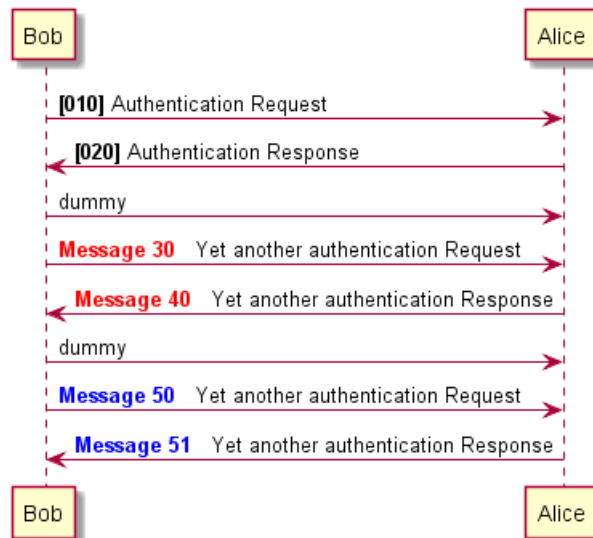 Bob Alice
[010] Authentication Request
[020] Authentication Response
dummy
Message 30 Yet another authentication Request
Message 40 Yet another authentication Response
dummy
Message 50 Yet another authentication Request
Message 51 Yet another authentication Response
Bob Alice